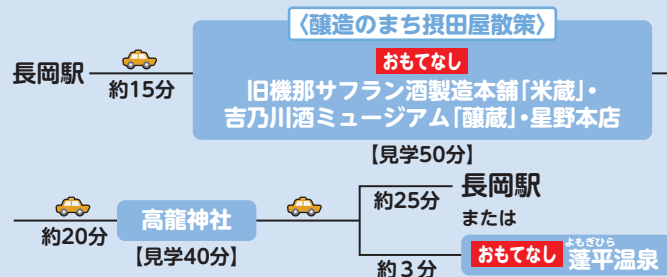 〈醸造のまち摂田屋散策〉
おもてなし
長岡駅
約15分
旧機那サフラン酒製造本舗「米蔵」・
吉乃川酒ミュージアム「醸蔵」・星野本店
【見学50分】
約20分
高龍神社
【見学40分】
約25分
長岡駅
または
約3分
おもてなし
よもぎひら
蓬平温泉